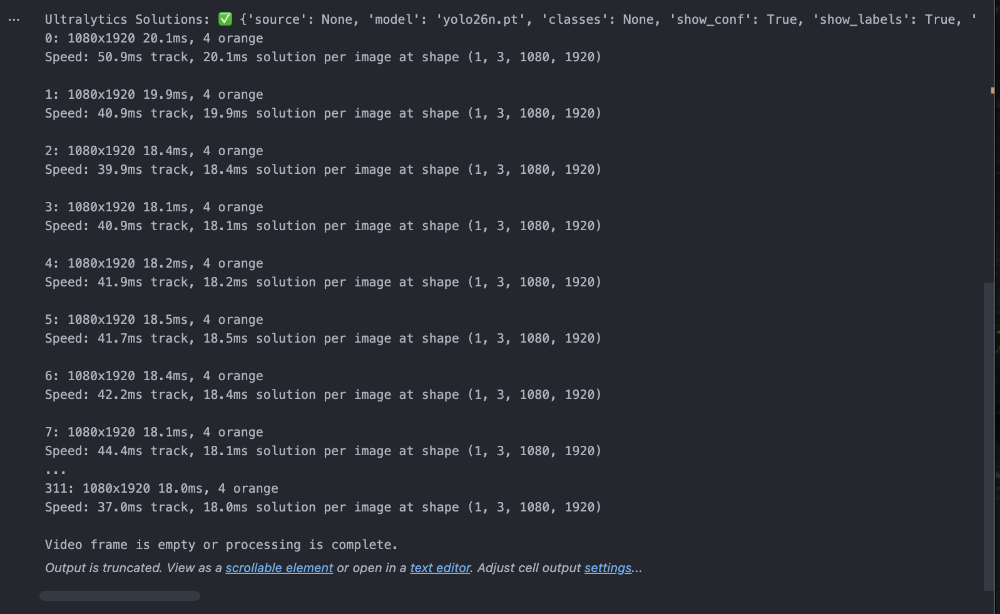 ...
Ultralytics Solutions: ✅ {'source': None, 'model': 'yolo26n.pt', 'classes': None, 'show_conf': True, 'show_labels': True, '
0: 1080x1920 20.1ms, 4 orange
Speed: 50.9ms track, 20.1ms solution per image at shape (1, 3, 1080, 1920)
1: 1080x1920 19.9ms, 4 orange
Speed: 40.9ms track, 19.9ms solution per image at shape (1, 3, 1080, 1920)
2: 1080x1920 18.4ms, 4 orange
Speed: 39.9ms track, 18.4ms solution per image at shape (1, 3, 1080, 1920)
3: 1080x1920 18.1ms, 4 orange
Speed: 40.9ms track, 18.1ms solution per image at shape (1, 3, 1080, 1920)
4: 1080x1920 18.2ms, 4 orange
Speed: 41.9ms track, 18.2ms solution per image at shape (1, 3, 1080, 1920)
5: 1080x1920 18.5ms, 4 orange
Speed: 41.7ms track, 18.5ms solution per image at shape (1, 3, 1080, 1920)
6: 1080x1920 18.4ms, 4 orange
Speed: 42.2ms track, 18.4ms solution per image at shape (1, 3, 1080, 1920)
7: 1080x1920 18.1ms, 4 orange
Speed: 44.4ms track, 18.1ms solution per image at shape (1, 3, 1080, 1920)
...
311: 1080x1920 18.0ms, 4 orange
Speed: 37.0ms track, 18.0ms solution per image at shape (1, 3, 1080, 1920)
Video frame is empty or processing is complete.
Output is truncated. View as a scrollable element or open in a text editor. Adjust cell output settings...